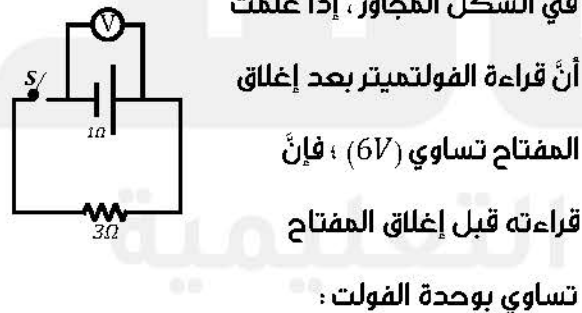 في الشكل المجاور ، إذا علمت
أنَّ قراءة الفولتميتر بعد إغلاق
المفتاح تساوي (6V) ؛ فإنَّ
قراءته قبل إغلاق المفتاح
تساوي بوحدة الفولت :
V
S
1Ω
3Ω
التعليمية